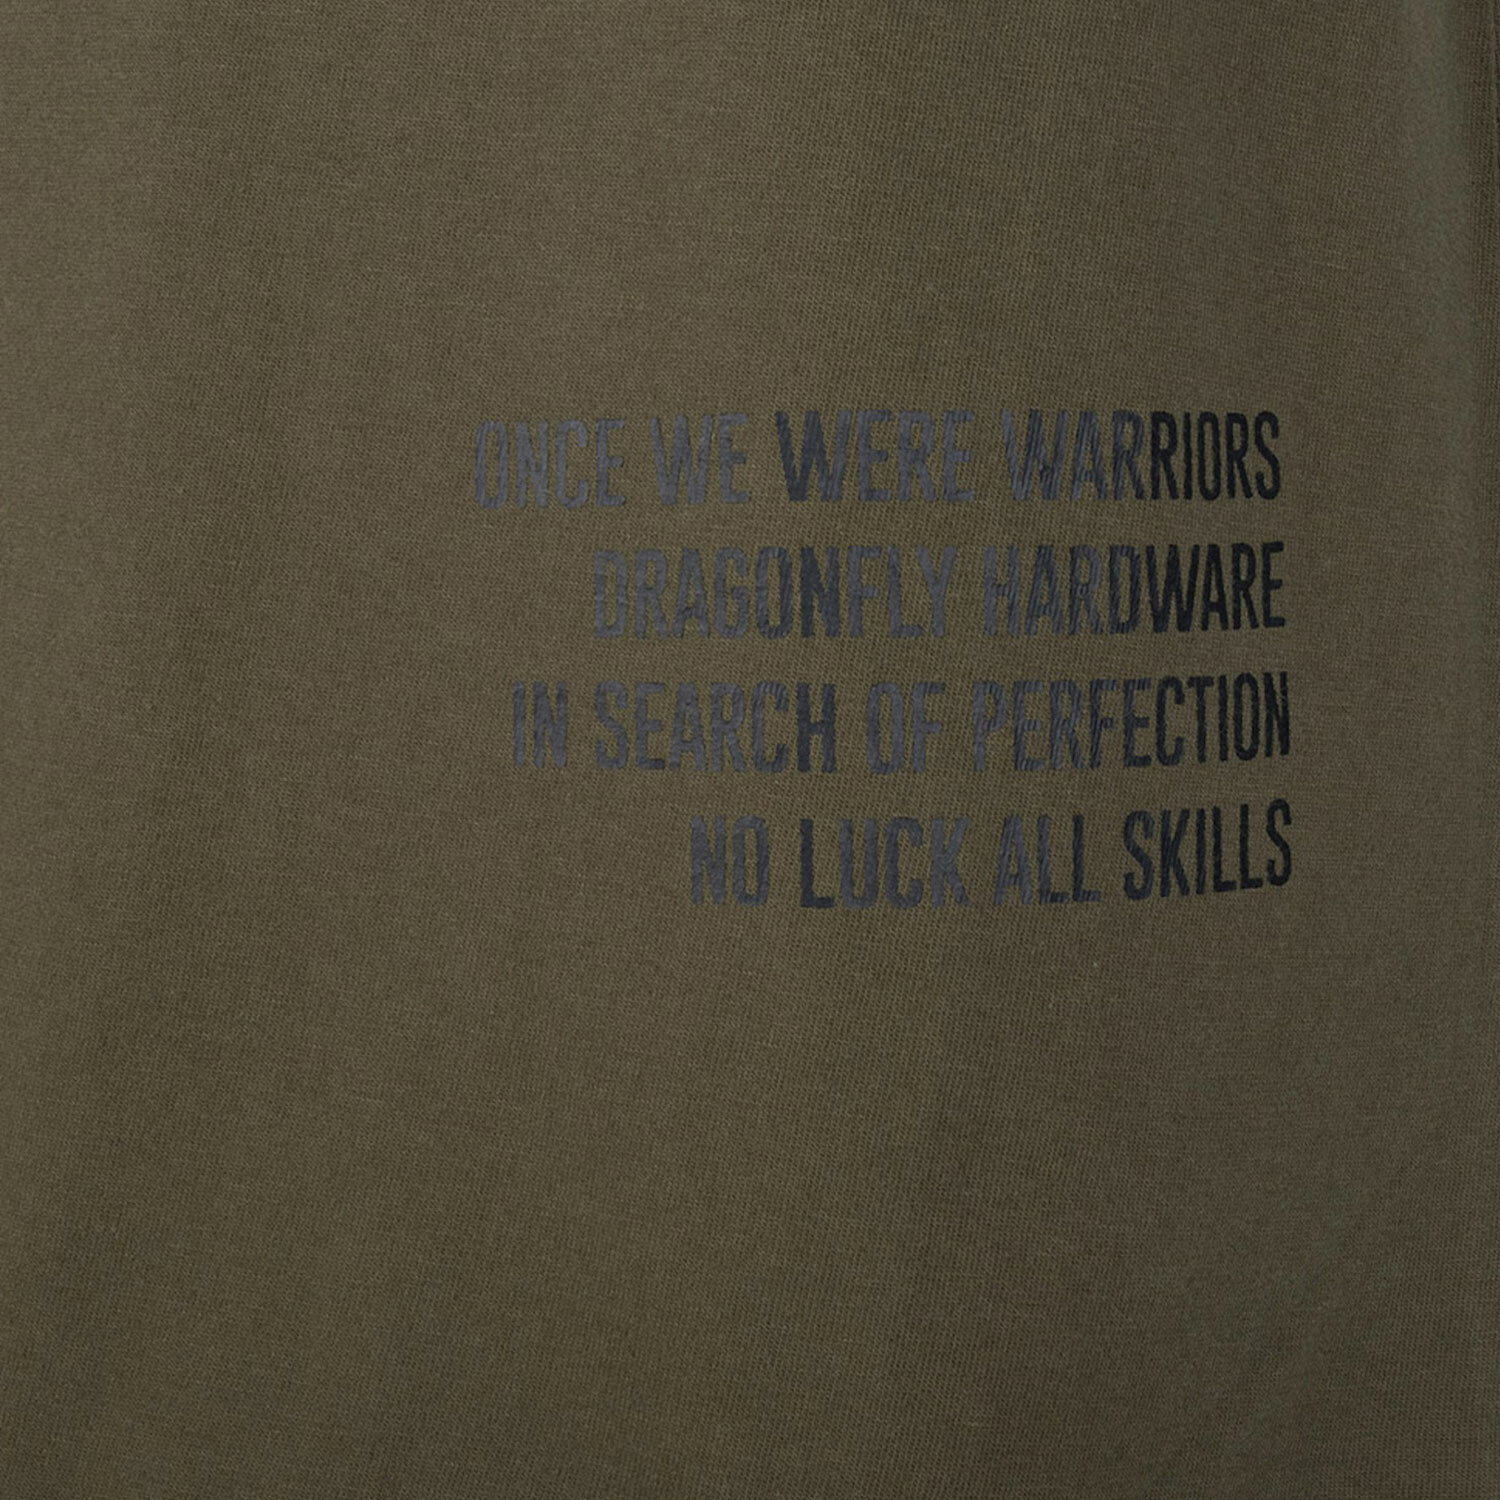 ONCE WE WERE WARRIORS
DRAGONFLY HARDWARE
IN SEARCH OF PERFECTION
NO LUCK ALL SKILLS